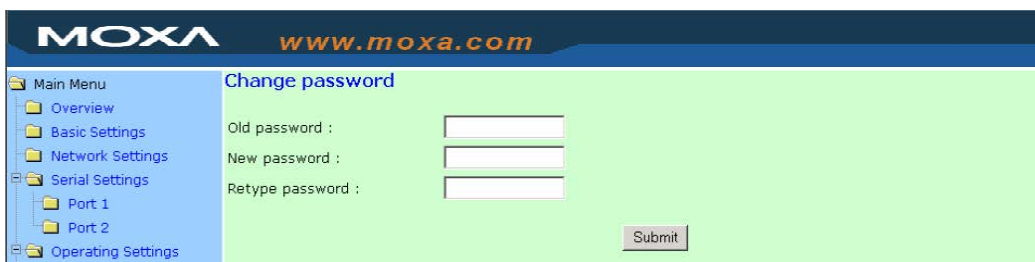 MOXA www.moxa.com
Main Menu
Overview
Basic Settings
Network Settings
Serial Settings
Port 1
Port 2
Operating Settings
Change password
Old password :
New password :
Retype password :
Submit